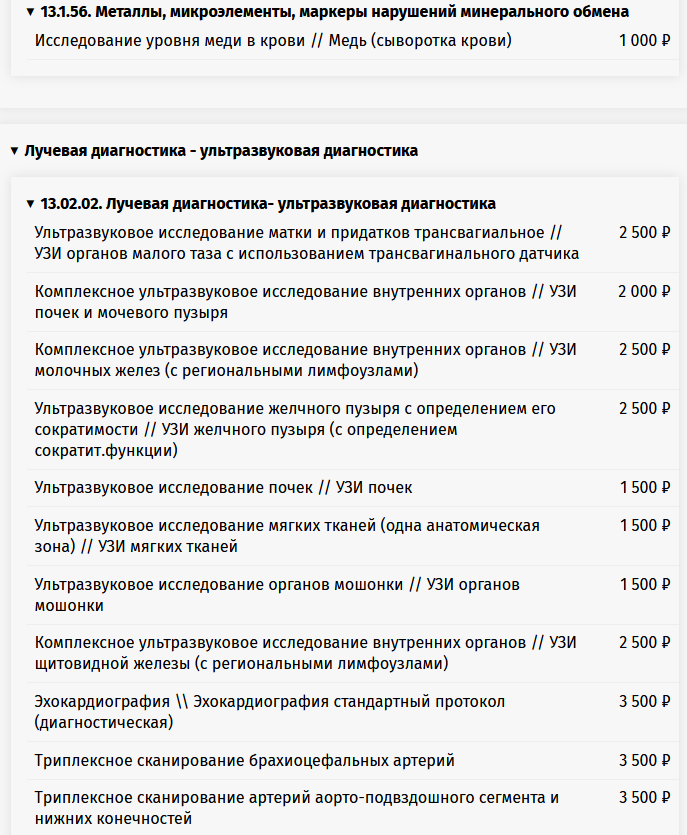 ▼ 13.1.56. Металлы, микроэлементы, маркеры нарушений минерального обмена
Исследование уровня меди в крови // Медь (сыворотка крови) 1 000 ₽
▼ Лучевая диагностика - ультразвуковая диагностика
▼ 13.02.02. Лучевая диагностика- ультразвуковая диагностика
Ультразвуковое исследование матки и придатков трансвагиальное // 2 500 ₽
УЗИ органов малого таза с использованием трансвагинального датчика
Комплексное ультразвуковое исследование внутренних органов // УЗИ 2 000 ₽
почек и мочевого пузыря
Комплексное ультразвуковое исследование внутренних органов // УЗИ 2 500 ₽
молочных желез (с региональными лимфоузлами)
Ультразвуковое исследование желчного пузыря с определением его 2 500 ₽
сократимости // УЗИ желчного пузыря (с определением
сократит.функции)
Ультразвуковое исследование почек // УЗИ почек 1 500 ₽
Ультразвуковое исследование мягких тканей (одна анатомическая 1 500 ₽
зона) // УЗИ мягких тканей
Ультразвуковое исследование органов мошонки // УЗИ органов 1 500 ₽
мошонки
Комплексное ультразвуковое исследование внутренних органов // УЗИ 2 500 ₽
щитовидной железы (с региональными лимфоузлами)
Эхокардиография \\ Эхокардиография стандартный протокол 3 500 ₽
(диагностическая)
Триплексное сканирование брахиоцефальных артерий 3 500 ₽
Триплексное сканирование артерий аорто-подвздошного сегмента и 3 500 ₽
нижних конечностей